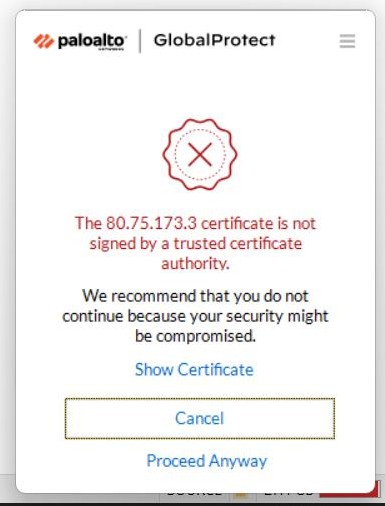 paloalto NETWORKS | GlobalProtect
The 80.75.173.3 certificate is not
signed by a trusted certificate
authority.
We recommend that you do not
continue because your security might
be compromised.
Show Certificate
Cancel
Proceed Anyway